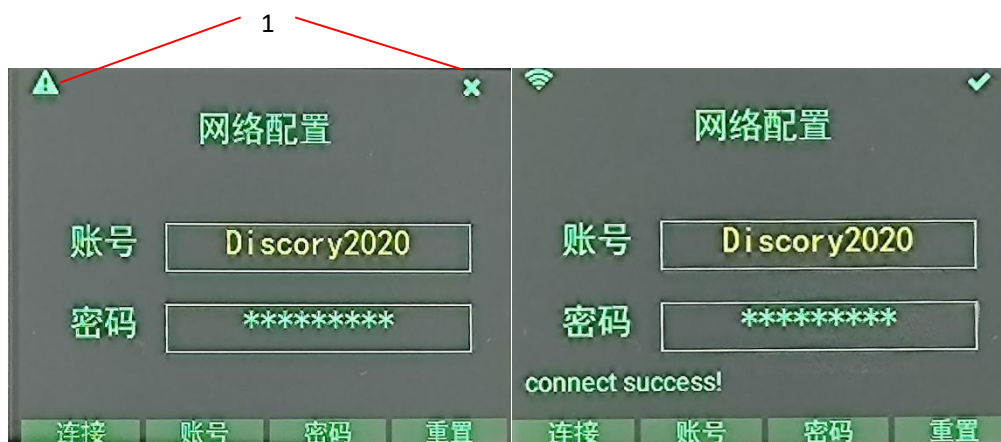 1
网络配置
账号 Discory2020
密码 *********
连接 账号 密码 重置
网络配置
账号 Discory2020
密码 *********
connect success!
连接 账号 密码 重置